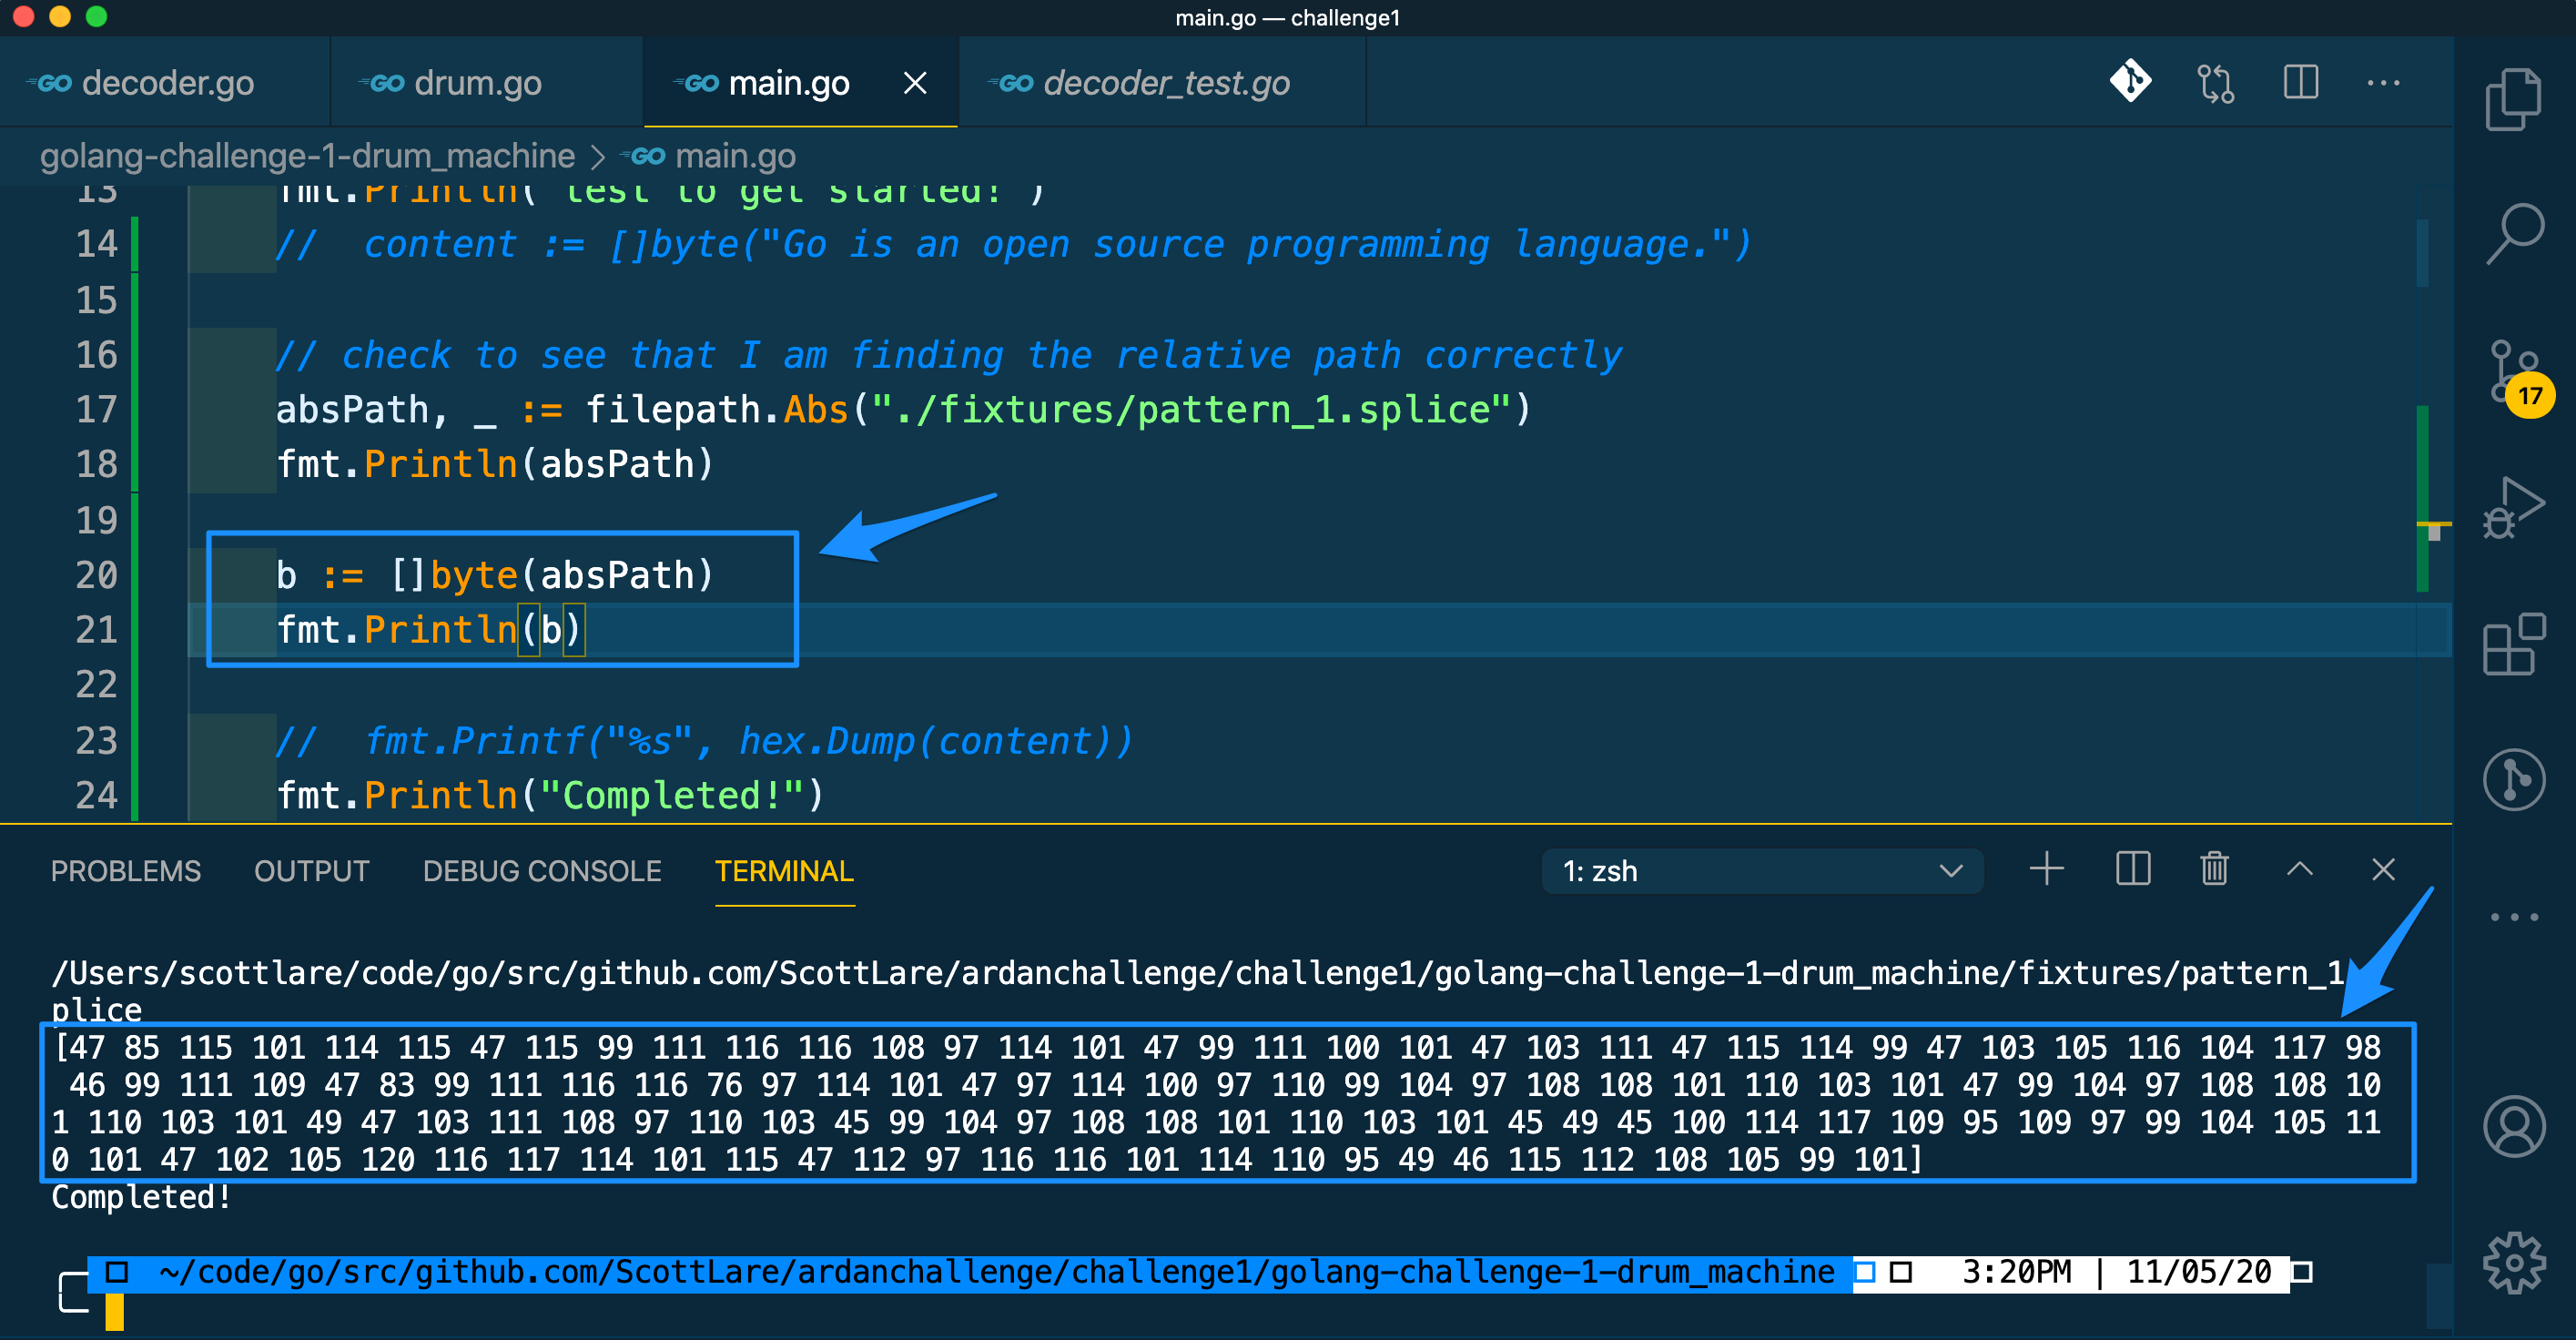 main.go — challenge1
GO decoder.go GO drum.go GO main.go GO decoder_test.go
golang-challenge-1-drum_machine > GO main.go
13 fmt.Println("test to get started!")
14 //  content := []byte("Go is an open source programming language.")
15
16 // check to see that I am finding the relative path correctly
17 absPath, _ := filepath.Abs("./fixtures/pattern_1.splice")
18 fmt.Println(absPath)
19
20 b := []byte(absPath)
21 fmt.Println(b)
22
23 //  fmt.Printf("%s", hex.Dump(content))
24 fmt.Println("Completed!")
17
PROBLEMS OUTPUT DEBUG CONSOLE TERMINAL 1: zsh
/Users/scottlare/code/go/src/github.com/ScottLare/ardanchallenge/challenge1/golang-challenge-1-drum_machine/fixtures/pattern_1
plice
[47 85 115 101 114 115 47 115 99 111 116 116 108 97 114 101 47 99 111 100 101 47 103 111 47 115 114 99 47 103 105 116 104 117 98
46 99 111 109 47 83 99 111 116 116 76 97 114 101 47 97 114 100 97 110 99 104 97 108 108 101 110 103 101 47 99 104 97 108 108 10
1 110 103 101 49 47 103 111 108 97 110 103 45 99 104 97 108 108 101 110 103 101 45 49 45 100 114 117 109 95 109 97 99 104 105 11
0 101 47 102 105 120 116 117 114 101 115 47 112 97 116 116 101 114 110 95 49 46 115 112 108 105 99 101]
Completed!
~/code/go/src/github.com/ScottLare/ardanchallenge/challenge1/golang-challenge-1-drum_machine 3:20PM | 11/05/20